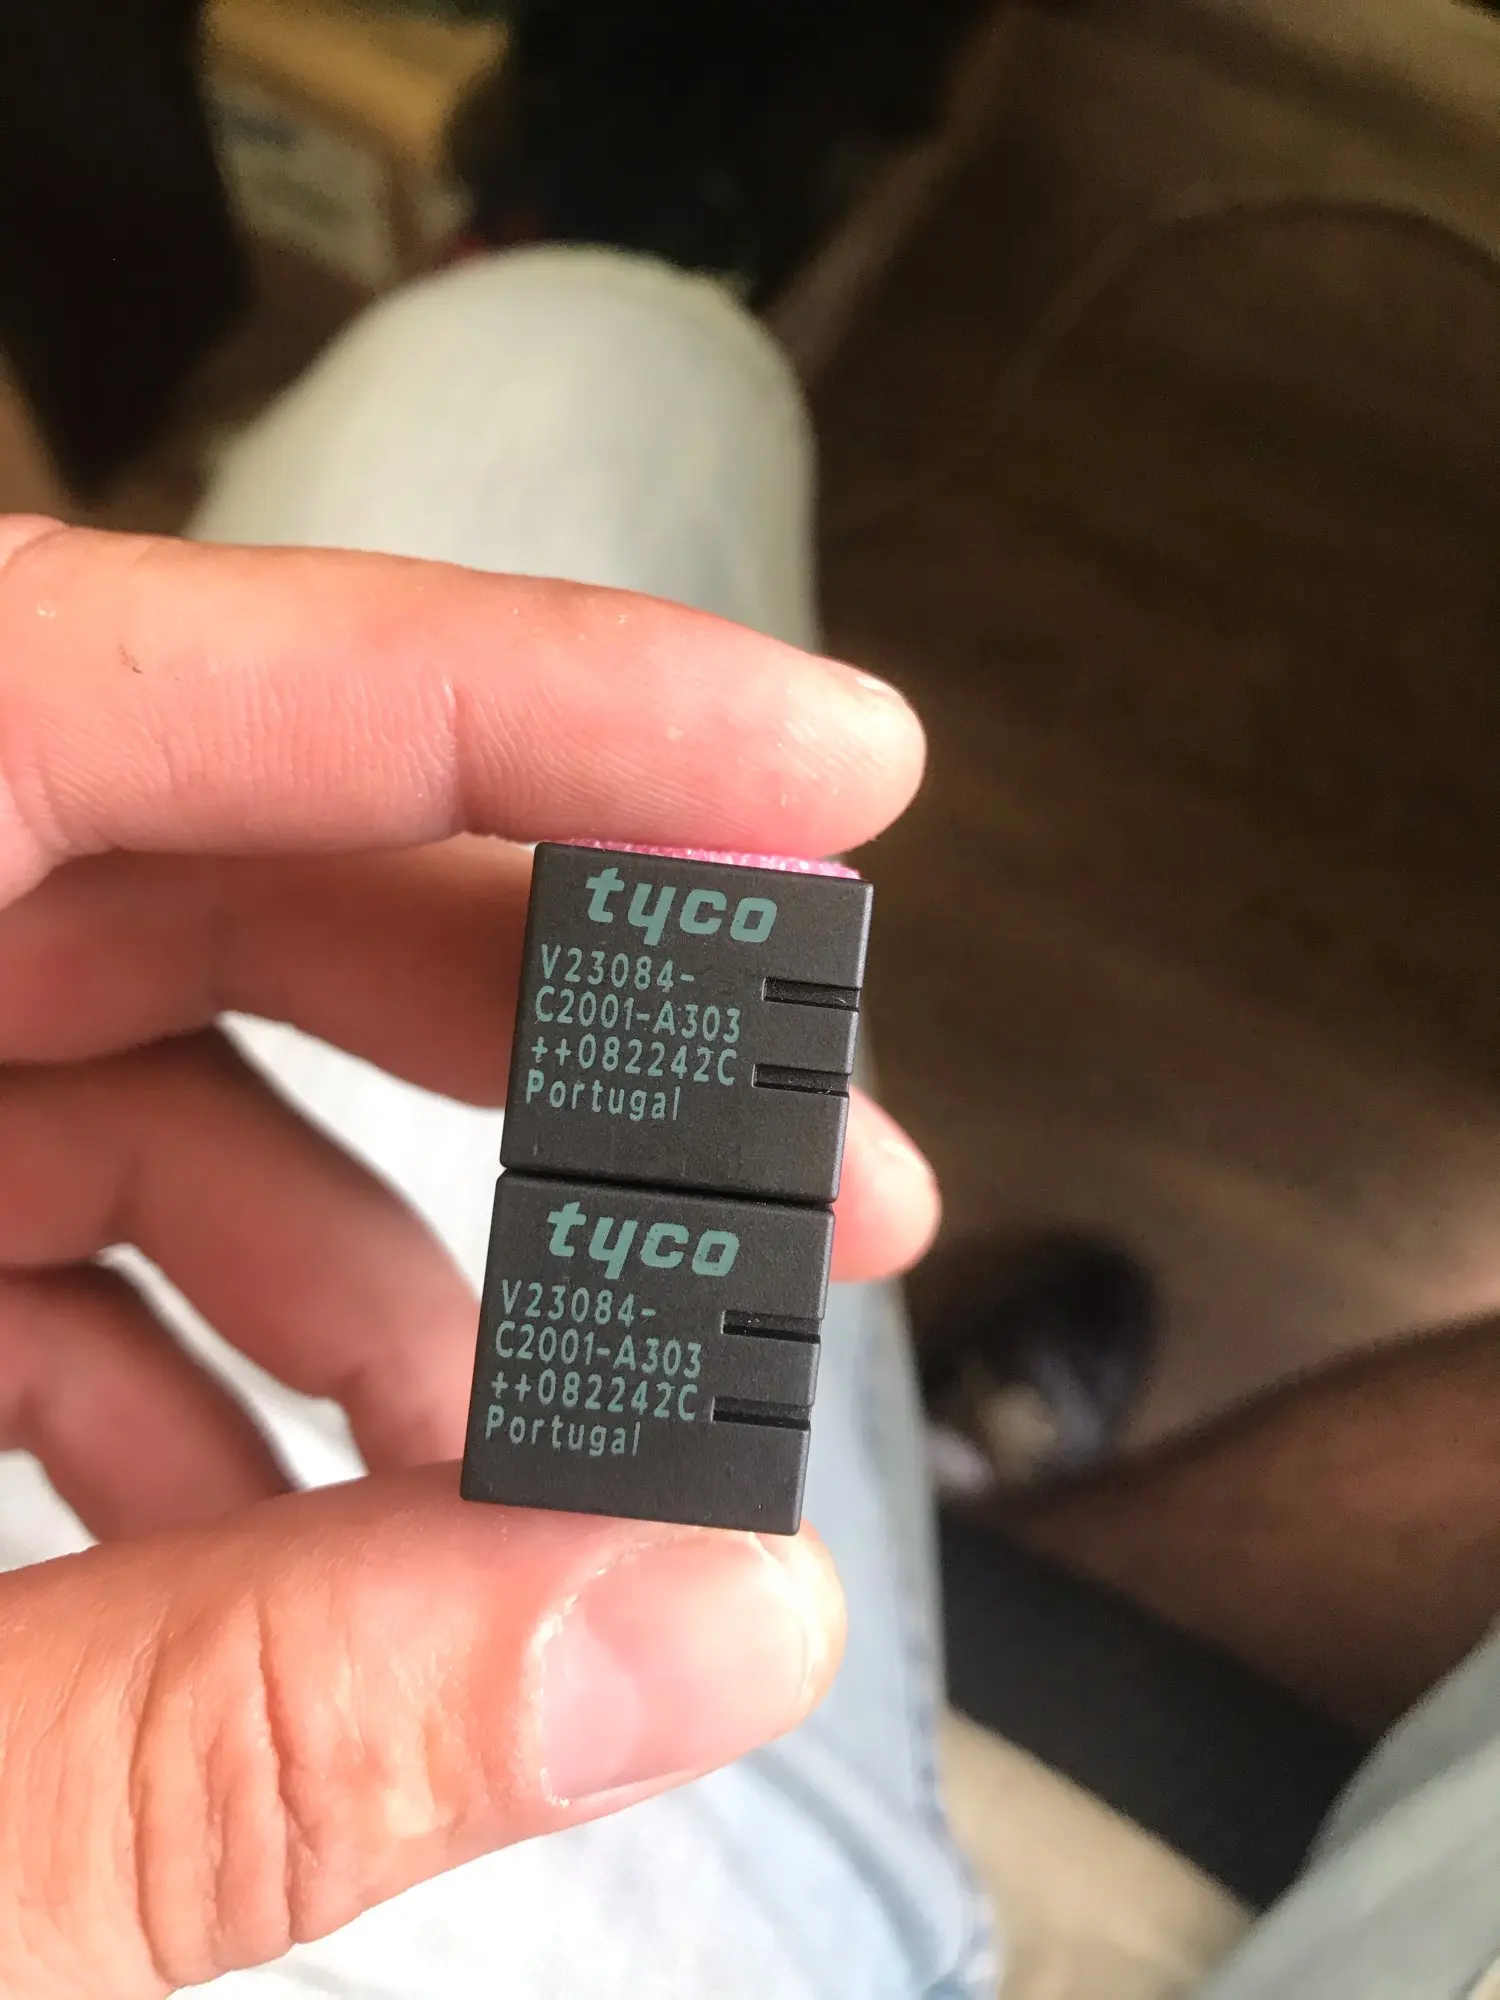 tyco
V23084-
C2001-A303
++082242C
Portugal
tyco
V23084-
C2001-A303
++082242C
Portugal